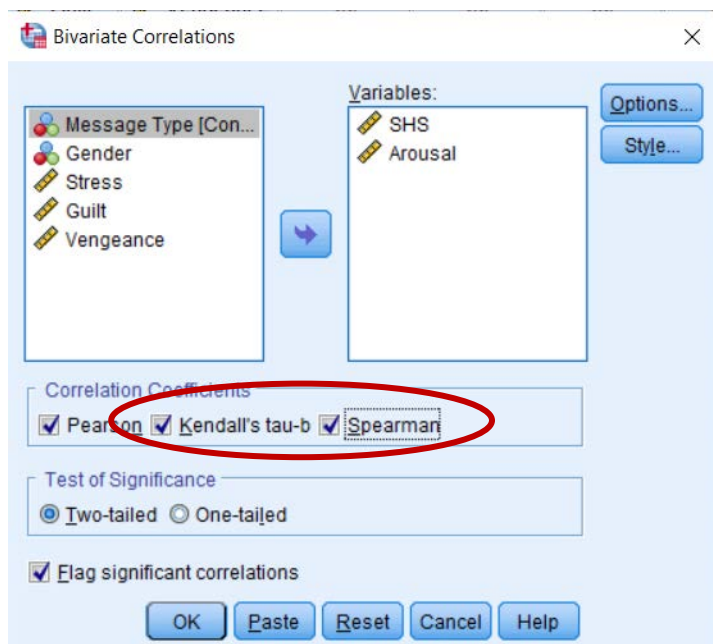 Bivariate Correlations
Variables:
Message Type [Con...
Gender
Stress
Guilt
Vengeance
SHS
Arousal
Options...
Style...
Correlation Coefficients
Pearson Kendall's tau-b Spearman
Test of Significance
Two-tailed One-tailed
Flag significant correlations
OK Paste Reset Cancel Help